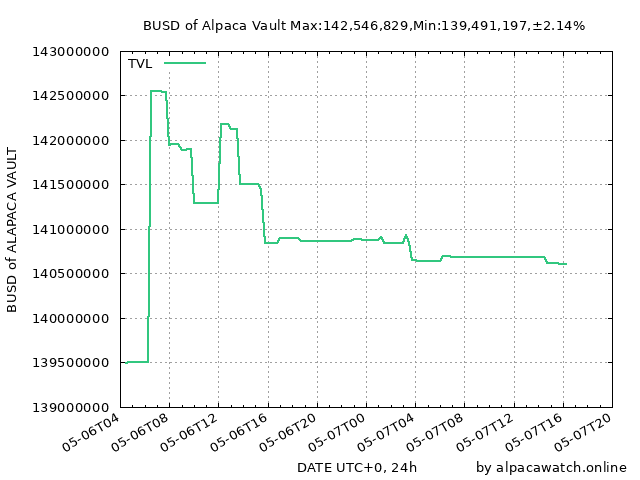 BUSD of Alpaca Vault Max:142,546,829,Min:139,491,197,±2.14%
TVL
143000000
142500000
142000000
141500000
141000000
140500000
140000000
139500000
139000000
BUSD of ALAPACA VAULT
05-06T04
05-06T08
05-06T12
05-06T16
05-06T20
05-07T00
05-07T04
05-07T08
05-07T12
05-07T16
05-07T20
DATE UTC+0, 24h
by alpacawatch.online